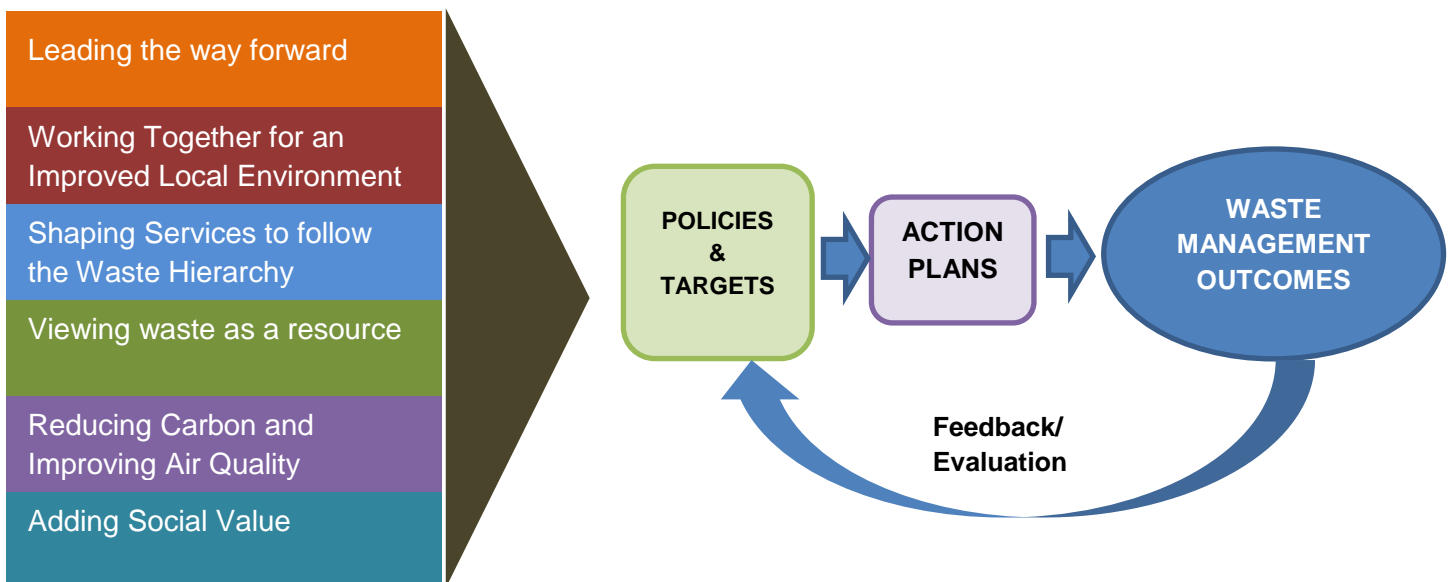 Leading the way forward
Working Together for an
Improved Local Environment
Shaping Services to follow
the Waste Hierarchy
Viewing waste as a resource
Reducing Carbon and
Improving Air Quality
Adding Social Value
POLICIES
&
TARGETS
ACTION
PLANS
WASTE
MANAGEMENT
OUTCOMES
Feedback/
Evaluation